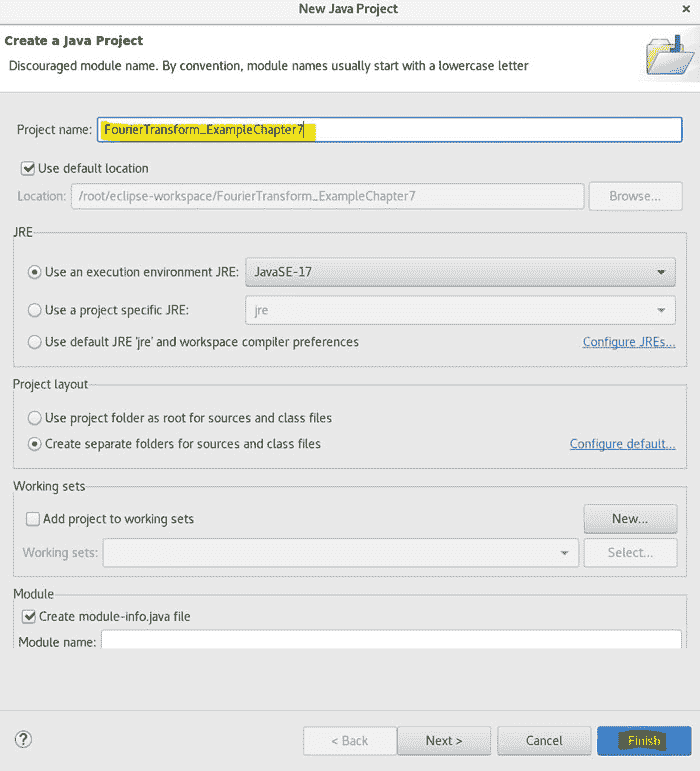 New Java Project
×
Create a Java Project
Discouraged module name. By convention, module names usually start with a lowercase letter
Project name: FourierTransform_ExampleChapter7
Use default location
Location: /root/eclipse-workspace/FourierTransform_ExampleChapter7 Browse...
JRE
Use an execution environment JRE: JavaSE-17
Use a project specific JRE: jre
Use default JRE 'jre' and workspace compiler preferences Configure JREs...
Project layout
Use project folder as root for sources and class files
Create separate folders for sources and class files Configure default...
Working sets
Add project to working sets New...
Working sets: Select...
Module
Create module-info.java file
Module name:
? < Back Next > Cancel Finish